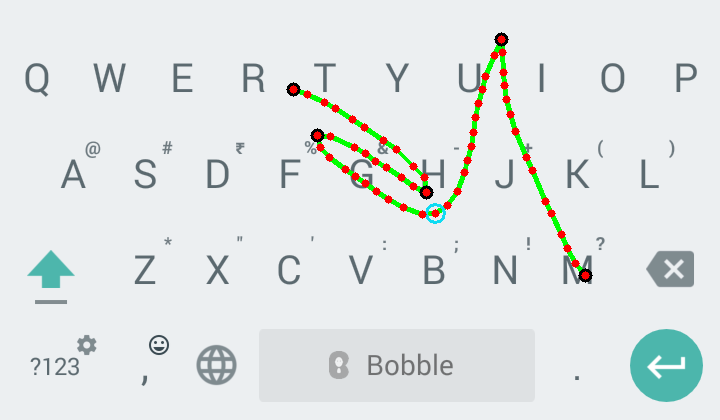 Q W E R T Y U I O P
@ # ₹ % & - + ( )
A S D F G H J K L
* " ' : ; ! ?
Z X C V B N M
?123 , Bobble .